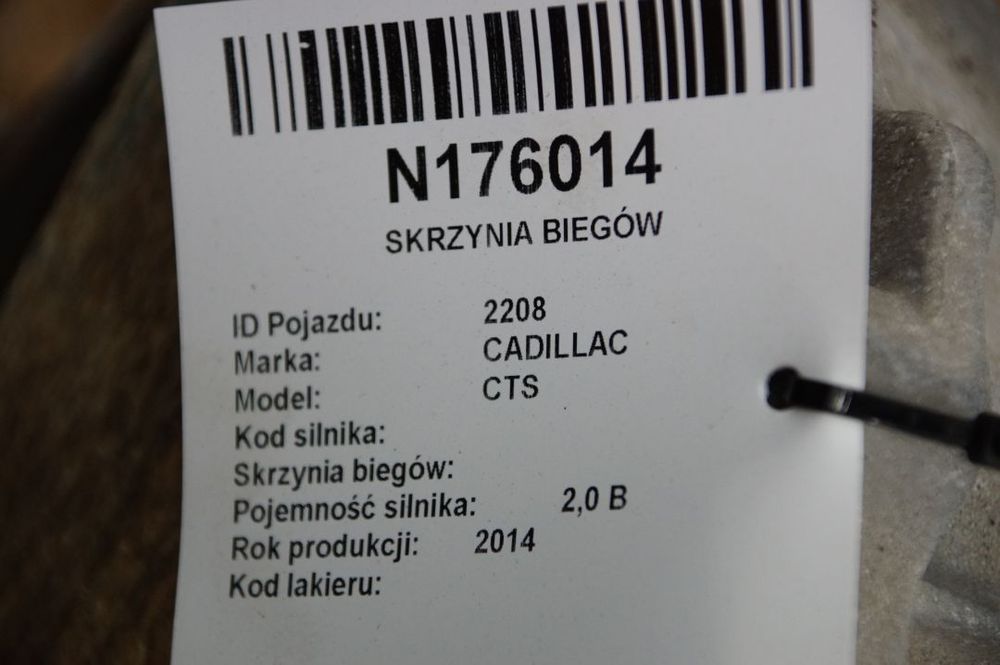 N176014
SKRZYNIA BIEGÓW
ID Pojazdu: 2208
Marka: CADILLAC
Model: CTS
Kod silnika:
Skrzynia biegów:
Pojemność silnika: 2,0 B
Rok produkcji: 2014
Kod lakieru: